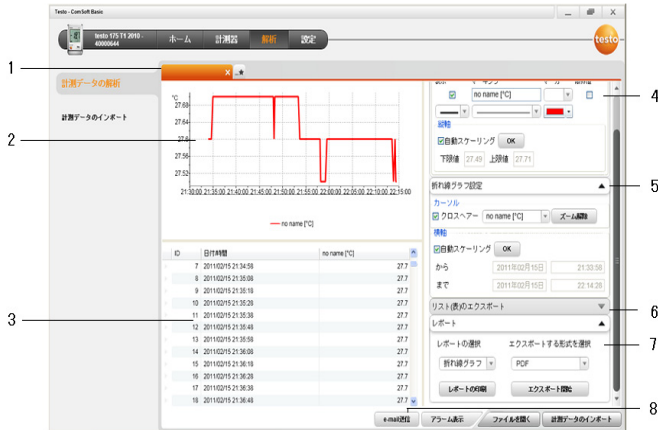 Testo - ComSoft Basic
testo 175 T1 2010 -
40000644
ホーム 計測器 解析 設定
testo
1
計測データの解析
計測データのインポート
2
°C
27.68
27.64
27.6
27.56
27.52
21:30:00 21:35:00 21:40:00 21:45:00 21:50:00 21:55:00 22:00:00 22:05:00 22:10:00 22:15:00
no name [°C]
3
ID 日付/時間 no name [°C]
7 2011/02/15 21:34:58 27.7
8 2011/02/15 21:35:08 27.7
9 2011/02/15 21:35:18 27.7
10 2011/02/15 21:35:28 27.7
11 2011/02/15 21:35:38 27.7
12 2011/02/15 21:35:48 27.7
13 2011/02/15 21:35:58 27.7
14 2011/02/15 21:36:08 27.7
15 2011/02/15 21:36:18 27.7
16 2011/02/15 21:36:28 27.7
17 2011/02/15 21:36:38 27.7
18 2011/02/15 21:36:48 27.7
no name [°C]
4
縦軸
自動スケーリング OK
下限値 27.49 上限値 27.71
折れ線グラフ設定
5
カーソル
クロスヘアー no name [°C] ズーム解除
横軸
自動スケーリング OK
から 2011年02月15日 21:33:58
まで 2011年02月15日 22:14:28
リスト(表)のエクスポート
6
レポート
7
レポートの選択 エクスポートする形式を選択
折れ線グラフ PDF
レポートの印刷 エクスポート開始
8
e-mail送信 アラーム表示 ファイルを開く 計測データのインポート